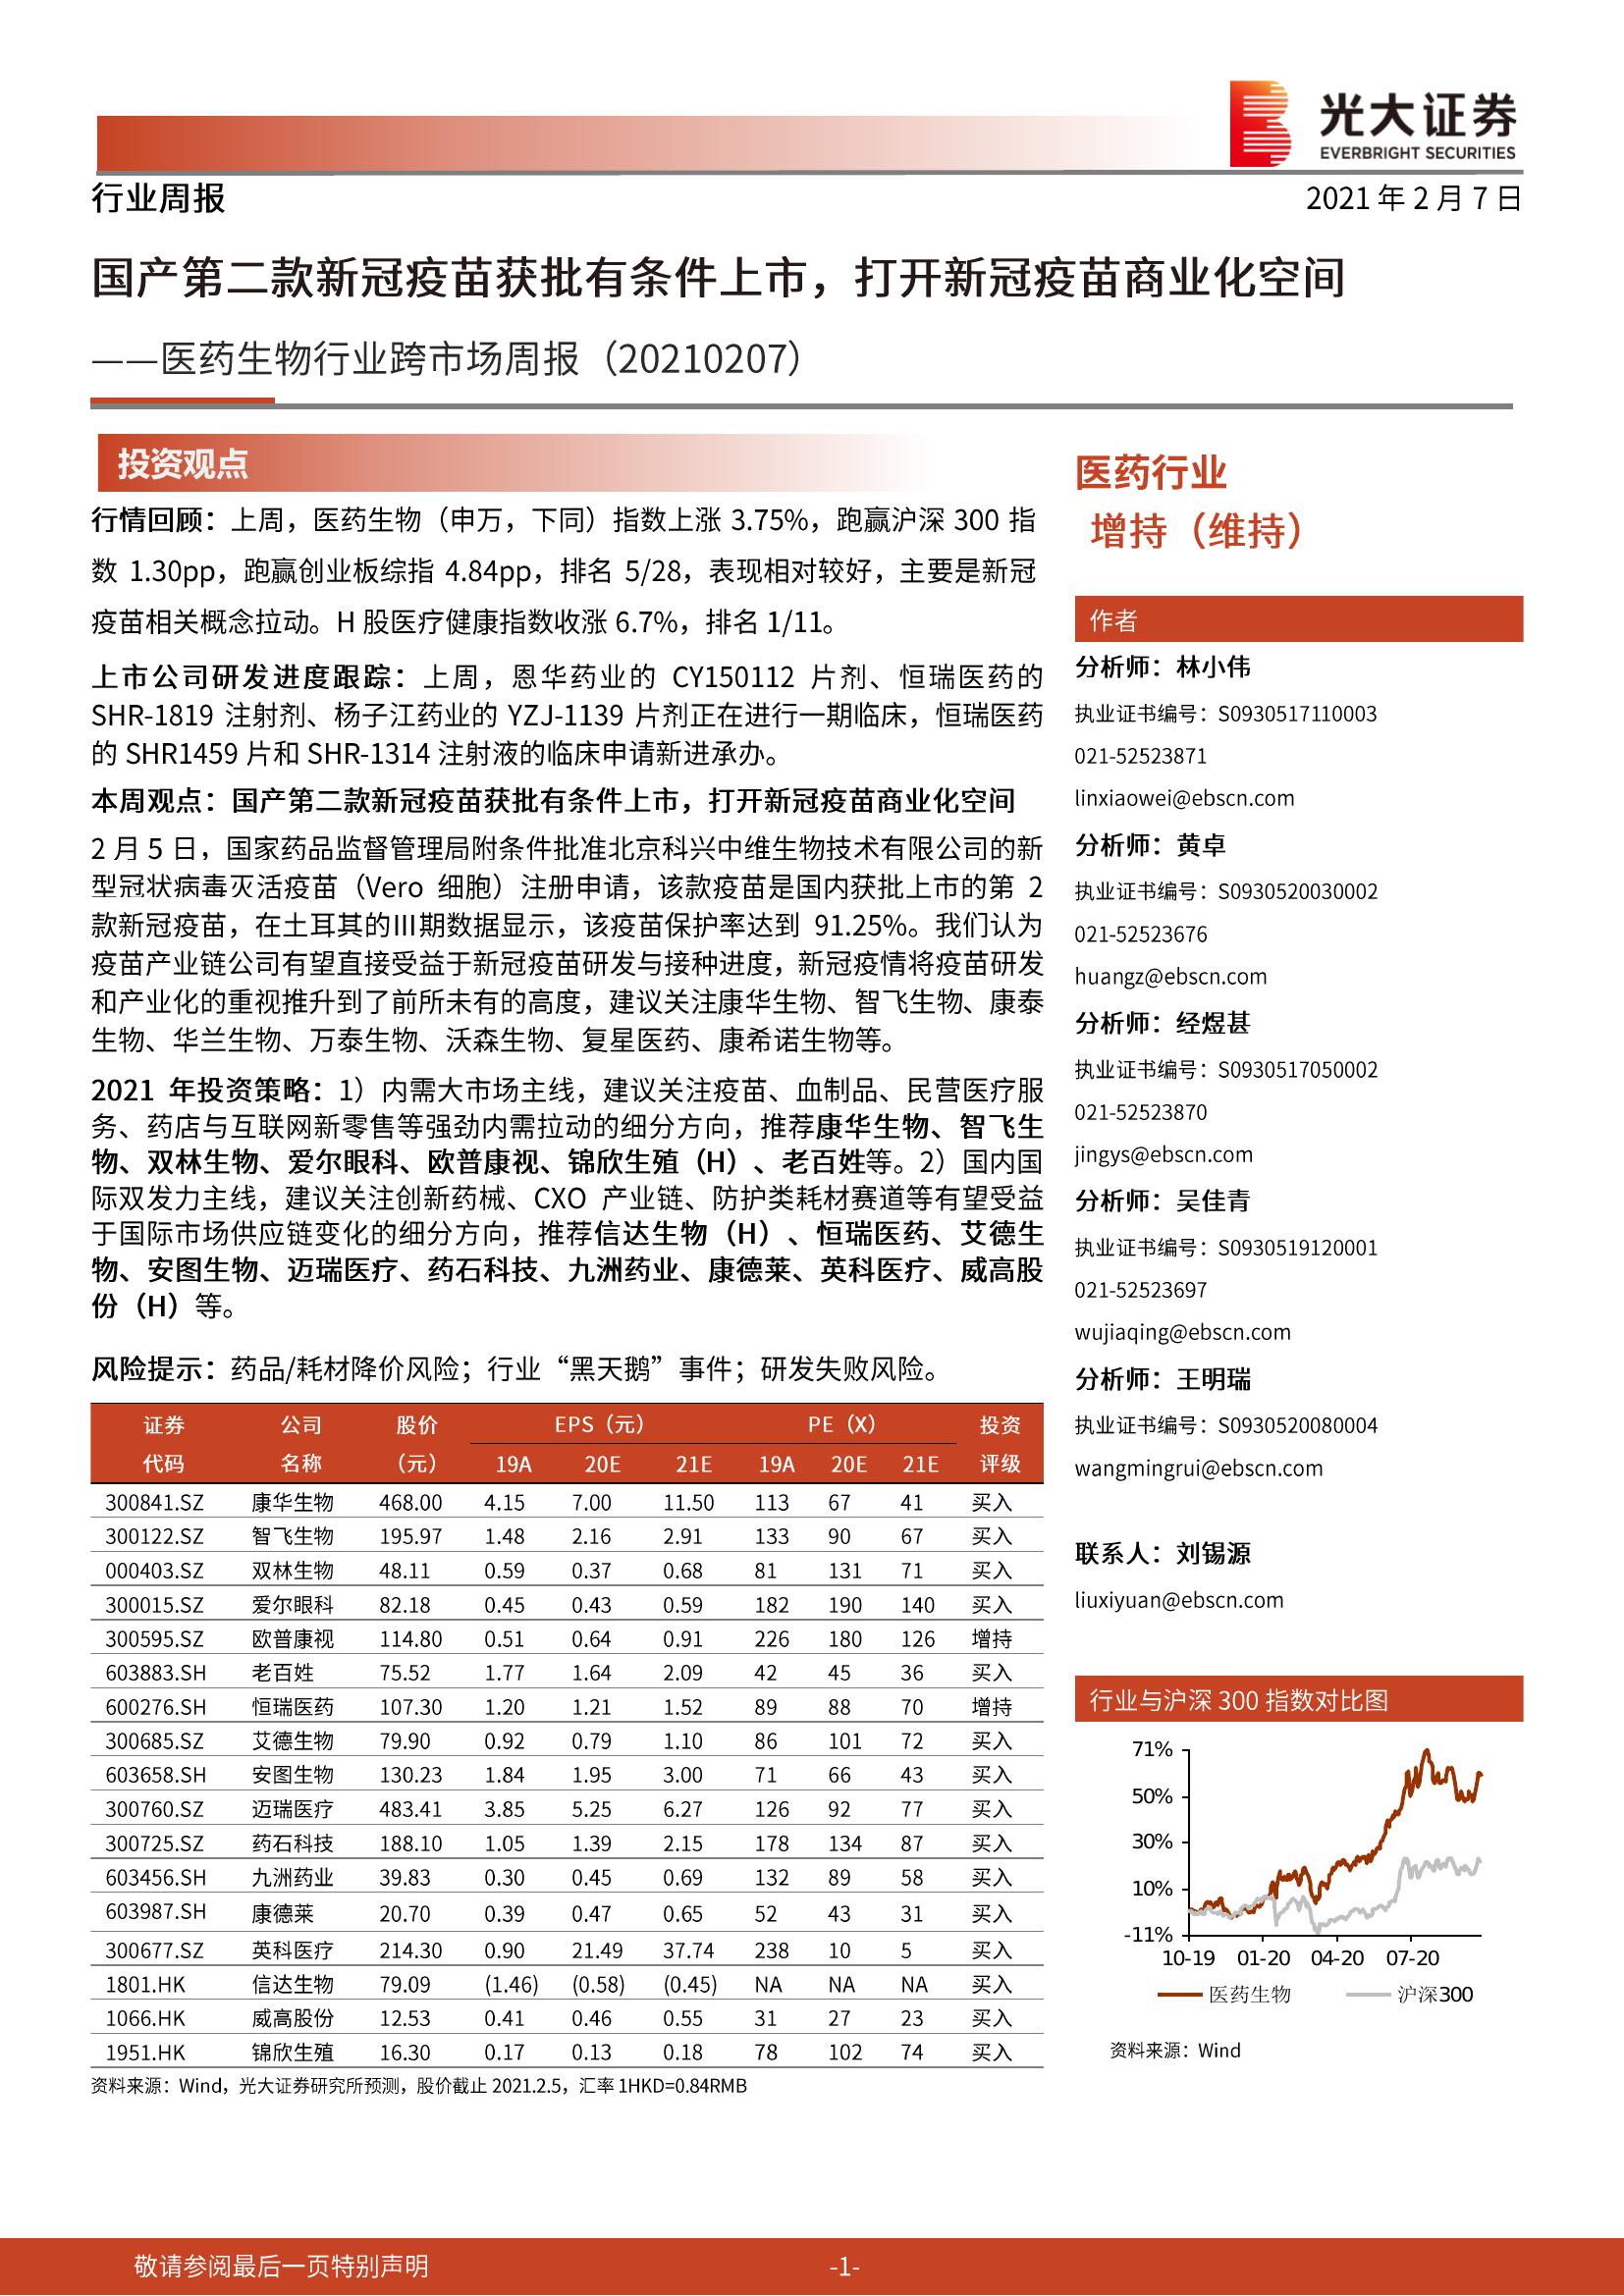 光大证券
EVERBRIGHT SECURITIES
行业周报
2021 年 2 月 7 日
国产第二款新冠疫苗获批有条件上市，打开新冠疫苗商业化空间
——医药生物行业跨市场周报（20210207）
投资观点
行情回顾：上周，医药生物（申万，下同）指数上涨 3.75%，跑赢沪深 300 指
数 1.30pp，跑赢创业板综指 4.84pp，排名 5/28，表现相对较好，主要是新冠
疫苗相关概念拉动。H 股医疗健康指数收涨 6.7%，排名 1/11。
上市公司研发进度跟踪：上周，恩华药业的 CY150112 片剂、恒瑞医药的
SHR-1819 注射剂、杨子江药业的 YZJ-1139 片剂正在进行一期临床，恒瑞医药
的 SHR1459 片和 SHR-1314 注射液的临床申请新进承办。
本周观点：国产第二款新冠疫苗获批有条件上市，打开新冠疫苗商业化空间
2 月 5 日，国家药品监督管理局附条件批准北京科兴中维生物技术有限公司的新
型冠状病毒灭活疫苗（Vero 细胞）注册申请，该款疫苗是国内获批上市的第 2
款新冠疫苗，在土耳其的III期数据显示，该疫苗保护率达到 91.25%。我们认为
疫苗产业链公司有望直接受益于新冠疫苗研发与接种进度，新冠疫情将疫苗研发
和产业化的重视推升到了前所未有的高度，建议关注康华生物、智飞生物、康泰
生物、华兰生物、万泰生物、沃森生物、复星医药、康希诺生物等。
2021 年投资策略：1）内需大市场主线，建议关注疫苗、血制品、民营医疗服
务、药店与互联网新零售等强劲内需拉动的细分方向，推荐康华生物、智飞生
物、双林生物、爱尔眼科、欧普康视、锦欣生殖（H）、老百姓等。2）国内国
际双发力主线，建议关注创新药械、CXO 产业链、防护类耗材赛道等有望受益
于国际市场供应链变化的细分方向，推荐信达生物（H）、恒瑞医药、艾德生
物、安图生物、迈瑞医疗、药石科技、九洲药业、康德莱、英科医疗、威高股
份（H）等。
风险提示：药品/耗材降价风险；行业“黑天鹅”事件；研发失败风险。
证券 公司 股价 EPS（元） PE（X） 投资
代码 名称 （元） 19A 20E 21E 19A 20E 21E 评级
300841.SZ 康华生物 468.00 4.15 7.00 11.50 113 67 41 买入
300122.SZ 智飞生物 195.97 1.48 2.16 2.91 133 90 67 买入
000403.SZ 双林生物 48.11 0.59 0.37 0.68 81 131 71 买入
300015.SZ 爱尔眼科 82.18 0.45 0.43 0.59 182 190 140 买入
300595.SZ 欧普康视 114.80 0.51 0.64 0.91 226 180 126 增持
603883.SH 老百姓 75.52 1.77 1.64 2.09 42 45 36 买入
600276.SH 恒瑞医药 107.30 1.20 1.21 1.52 89 88 70 增持
300685.SZ 艾德生物 79.90 0.92 0.79 1.10 86 101 72 买入
603658.SH 安图生物 130.23 1.84 1.95 3.00 71 66 43 买入
300760.SZ 迈瑞医疗 483.41 3.85 5.25 6.27 126 92 77 买入
300725.SZ 药石科技 188.10 1.05 1.39 2.15 178 134 87 买入
603456.SH 九洲药业 39.83 0.30 0.45 0.69 132 89 58 买入
603987.SH 康德莱 20.70 0.39 0.47 0.65 52 43 31 买入
300677.SZ 英科医疗 214.30 0.90 21.49 37.74 238 10 5 买入
1801.HK 信达生物 79.09 (1.46) (0.58) (0.45) NA NA NA 买入
1066.HK 威高股份 12.53 0.41 0.46 0.55 31 27 23 买入
1951.HK 锦欣生殖 16.30 0.17 0.13 0.18 78 102 74 买入
资料来源：Wind，光大证券研究所预测，股价截止 2021.2.5，汇率 1HKD=0.84RMB
医药行业
增持（维持）
作者
分析师：林小伟
执业证书编号：S0930517110003
021-52523871
linxiaowei@ebscn.com
分析师：黄卓
执业证书编号：S0930520030002
021-52523676
huangz@ebscn.com
分析师：经煜甚
执业证书编号：S0930517050002
021-52523870
jingys@ebscn.com
分析师：吴佳青
执业证书编号：S0930519120001
021-52523697
wujiaqing@ebscn.com
分析师：王明瑞
执业证书编号：S0930520080004
wangmingrui@ebscn.com
联系人：刘锡源
liuxiyuan@ebscn.com
行业与沪深 300 指数对比图
71%
50%
30%
10%
-11%
10-19 01-20 04-20 07-20
医药生物 沪深300
资料来源：Wind
敬请参阅最后一页特别声明
-1-